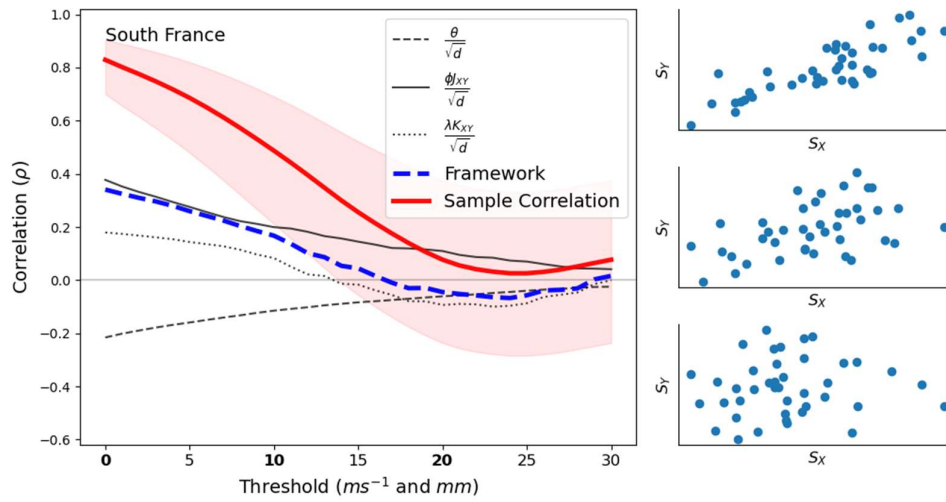 South France
1.0
0.8
0.6
0.4
0.2
0.0
−0.2
−0.4
−0.6
Correlation (ρ)
0 5 10 15 20 25 30
Threshold (ms⁻¹ and mm)
θ/√d
ϕJ_XY/√d
λK_XY/√d
Framework
Sample Correlation
S_Y
S_X
S_Y
S_X
S_Y
S_X